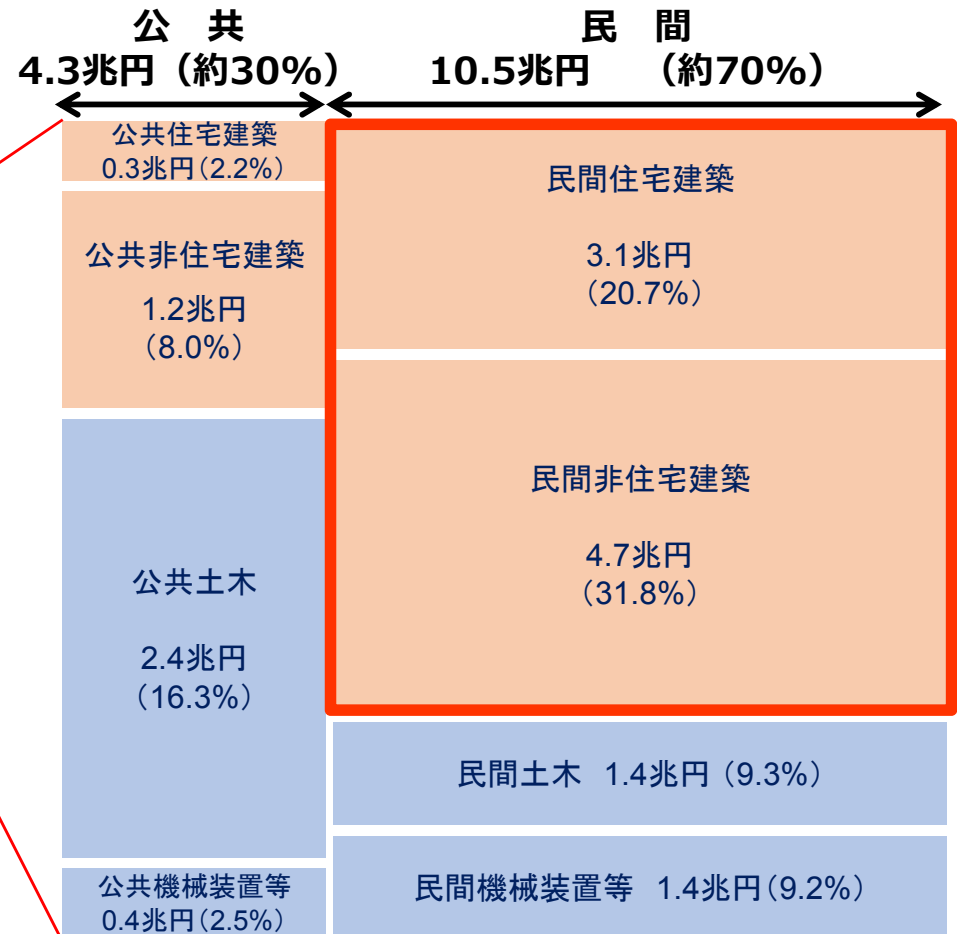 公 共
4.3兆円（約30%）
民 間
10.5兆円 （約70%）
公共住宅建築
0.3兆円（2.2%）
公共非住宅建築
1.2兆円
（8.0%）
公共土木
2.4兆円
（16.3%）
公共機械装置等
0.4兆円（2.5%）
民間住宅建築
3.1兆円
（20.7%）
民間非住宅建築
4.7兆円
（31.8%）
民間土木 1.4兆円（9.3%）
民間機械装置等 1.4兆円（9.2%）